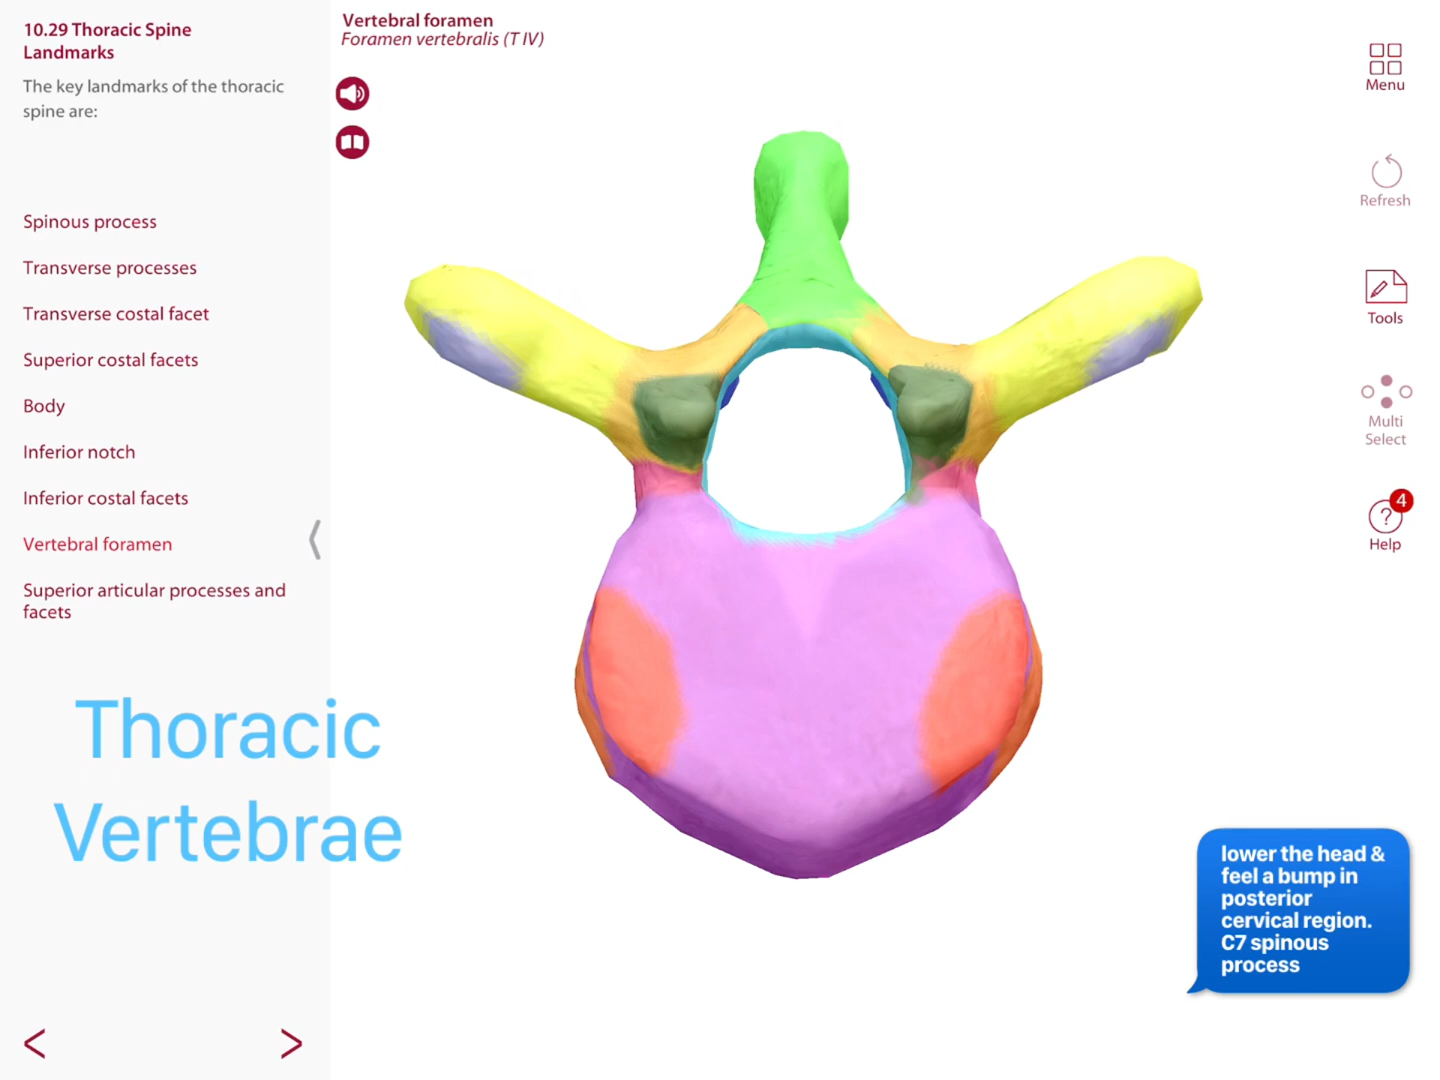 10.29 Thoracic Spine
Landmarks
The key landmarks of the thoracic
spine are:
Spinous process
Transverse processes
Transverse costal facet
Superior costal facets
Body
Inferior notch
Inferior costal facets
Vertebral foramen
Superior articular processes and
facets
Thoracic
Vertebrae
<
>
Vertebral foramen
Foramen vertebralis (T IV)
Menu
Refresh
Tools
Multi
Select
4
?
Help
lower the head &
feel a bump in
posterior
cervical region.
C7 spinous
process